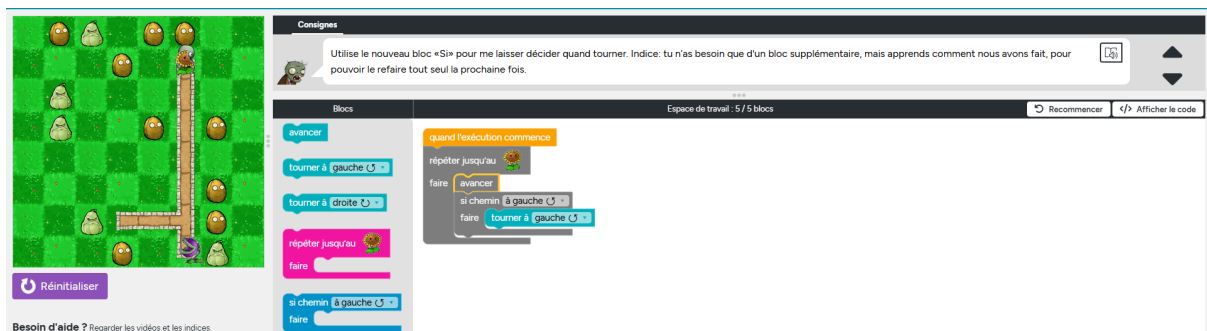 Consignes
Utilise le nouveau bloc «Si» pour me laisser décider quand tourner. Indice: tu n'as besoin que d'un bloc supplémentaire, mais apprends comment nous avons fait, pour
pouvoir le refaire tout seul la prochaine fois.
Blocs
Espace de travail : 5 / 5 blocs
Recommencer
</> Afficher le code
avancer
tourner à gauche ↺
tourner à droite ↻
répéter jusqu'au
faire
si chemin à gauche ↺
faire
quand l'exécution commence
répéter jusqu'au
faire avancer
si chemin à gauche ↺
faire tourner à gauche ↺
Réinitialiser
Besoin d'aide ? Regarder les vidéos et les indices